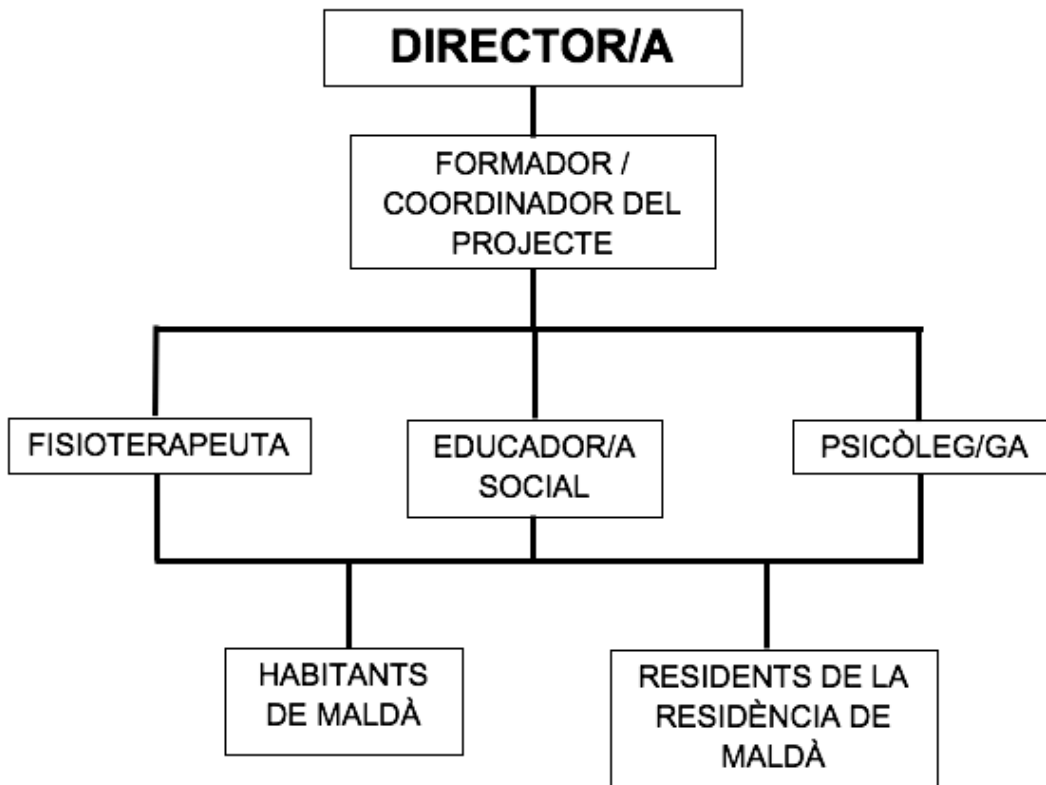 DIRECTOR/A
FORMADOR /
COORDINADOR DEL
PROJECTE
FISIOTERAPEUTA
EDUCADOR/A
SOCIAL
PSICÒLEG/GA
HABITANTS
DE MALDÀ
RESIDENTS DE LA
RESIDÈNCIA DE
MALDÀ